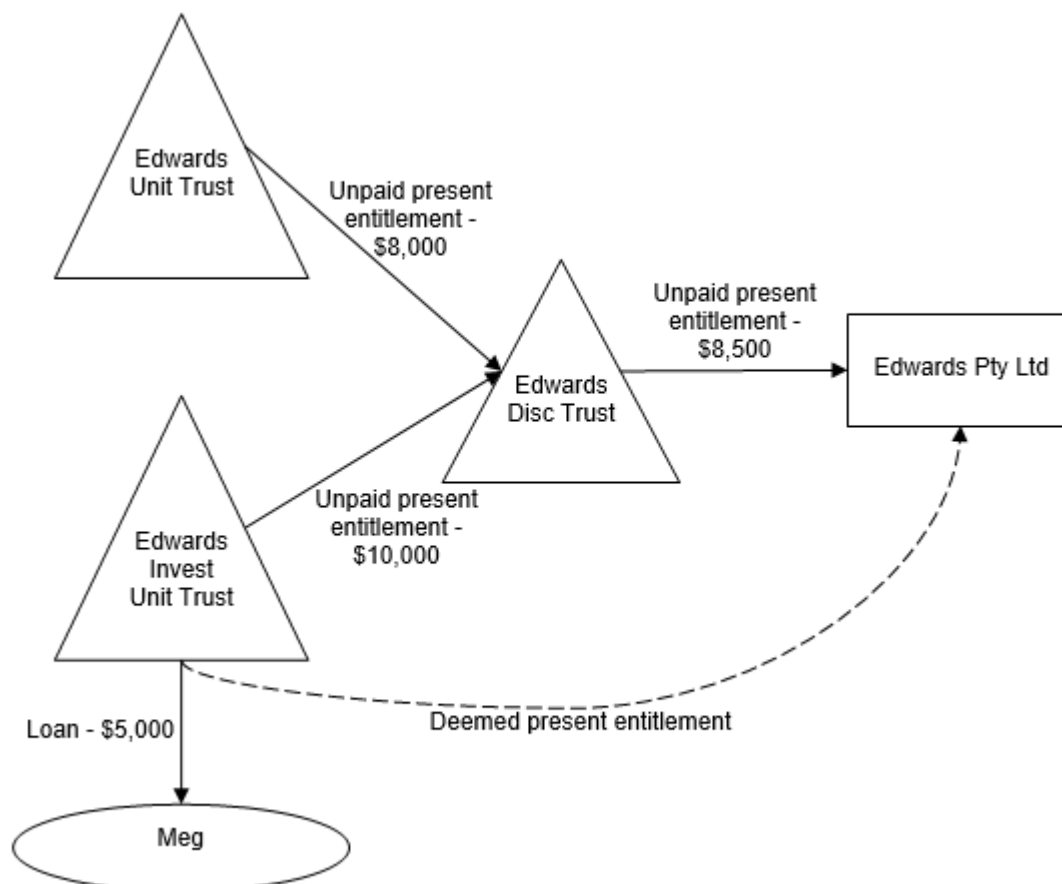 Edwards
Unit Trust
Unpaid present
entitlement -
$8,000
Unpaid present
entitlement -
$8,500
Edwards Pty Ltd
Edwards
Disc Trust
Unpaid present
entitlement -
$10,000
Edwards
Invest
Unit Trust
Loan - $5,000
Deemed present entitlement
Meg